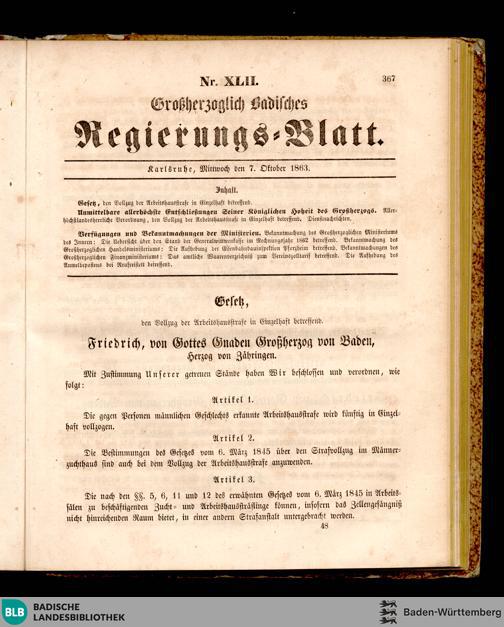 Nr. XLII.
367
Großherzoglich Badisches
Regierungs-Blatt.
Karlsruhe, Mittwoch den 7. Oktober 1863.
Inhalt.
Gesetz, den Vollzug der Arbeitshausstrafe in Einzelhaft betreffend.
Unmittelbare allerhöchste Entschließungen Seiner Königlichen Hoheit des Großherzogs. Aller-
höchstlandesherrliche Verordnung, den Vollzug der Arbeitshausstrafe in Einzelhaft betreffend. Dienstnachrichten.
Verfügungen und Bekanntmachungen der Ministerien. Bekanntmachung des Großherzoglichen Ministeriums
des Innern: Die Uebersicht über den Stand der Generalwittwenkasse im Rechnungsjahr 1862 betreffend. Bekanntmachung des
Großherzoglichen Handelsministeriums: Die Aufhebung der Eisenbahnbauinspektion Pforzheim betreffend. Bekanntmachungen des
Großherzoglichen Finanzministeriums: Das amtliche Waarenverzeichniß zum Vereinszolltarif betreffend. Die Aufhebung des
Anmeldepostens bei betreffend.
Gesetz,
den Vollzug der Arbeitshausstrafe in Einzelhaft betreffend.
Friedrich, von Gottes Gnaden Großherzog von Baden,
Herzog von Zähringen.
Mit Zustimmung Unserer getreuen Stände haben Wir beschlossen und verordnen, wie
folgt:
Artikel 1.
Die gegen Personen männlichen Geschlechts erkannte Arbeitshausstrafe wird künftig in Einzel-
haft vollzogen.
Artikel 2.
Die Bestimmungen des Gesetzes vom 6. März 1845 über den Strafvollzug im Männer-
zuchthaus sind auch bei dem Vollzug der Arbeitshausstrafe anzuwenden.
Artikel 3.
Die nach den §§. 5, 6, 11 und 12 des erwähnten Gesetzes vom 6. März 1845 in Arbeits-
sälen zu beschäftigenden Zucht- und Arbeitshaussträflinge können, insofern das Zellengefängniß
nicht hinreichenden Raum bietet, in einer andern Strafanstalt untergebracht werden.
48
BLB BADISCHE
LANDESBIBLIOTHEK
Baden-Württemberg